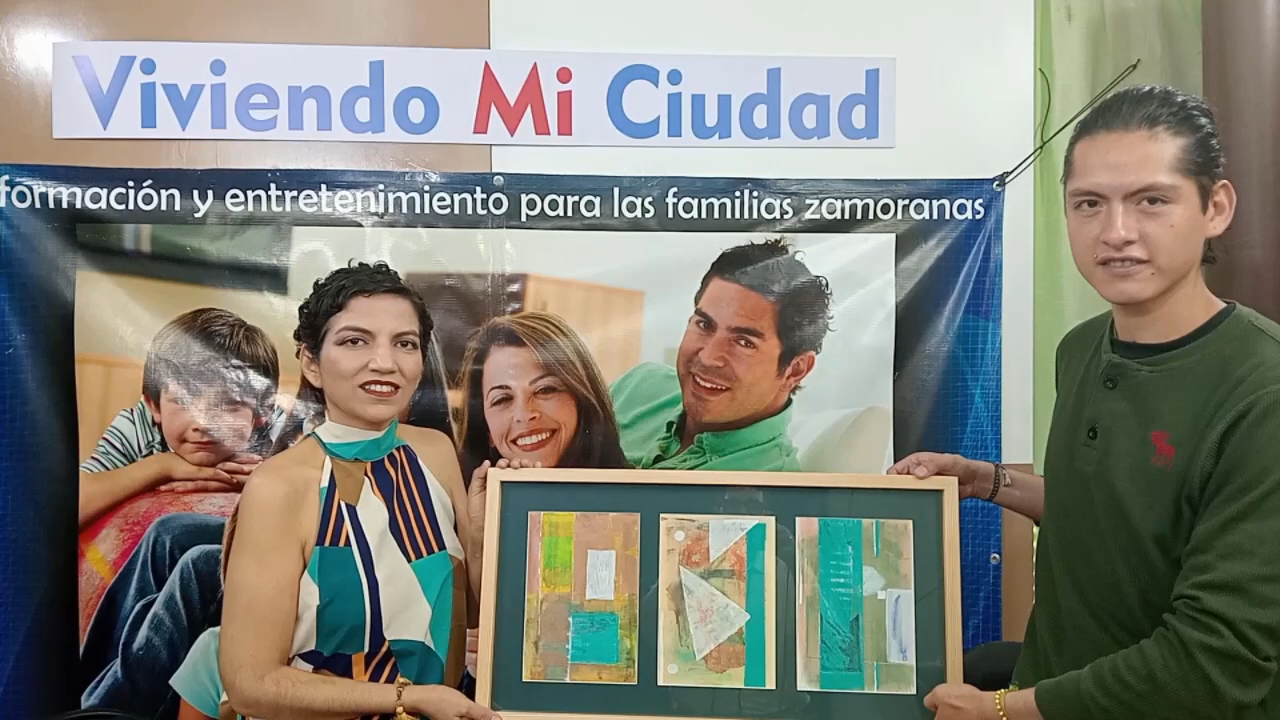 Viviendo Mi Ciudad
formación y entretenimiento para las familias zamoranas